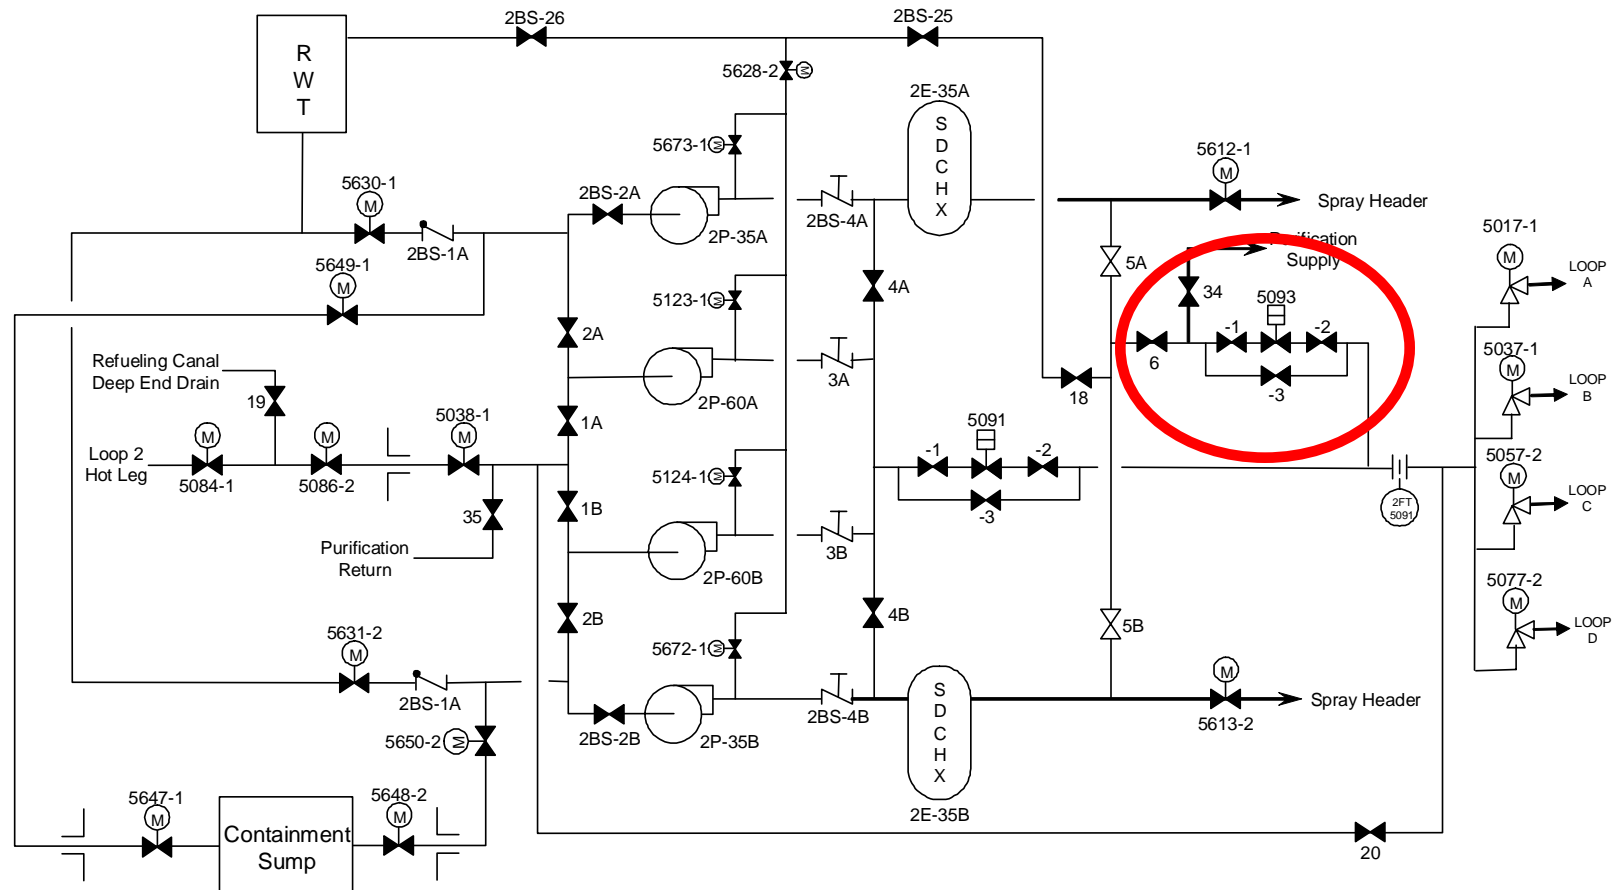 2BS-26
2BS-25
R
W
T
5628-2
M
2E-35A
S
D
C
H
X
5673-1
M
5612-1
M
Spray Header
5630-1
M
2BS-2A
2BS-4A
2P-35A
2BS-1A
Purification
Supply
5017-1
M
LOOP
A
5649-1
M
5A
34
5093
-1
-2
6
-3
5123-1
M
4A
2A
5037-1
M
LOOP
B
Refueling Canal
Deep End Drain
19
3A
2P-60A
18
5038-1
M
1A
5091
-1
-2
-3
Loop 2
Hot Leg
M
5084-1
M
5086-2
5124-1
M
5057-2
M
LOOP
C
2FT
5091
35
1B
Purification
Return
3B
2P-60B
2B
4B
5B
5077-2
M
LOOP
D
5631-2
M
5672-1
M
S
D
C
H
X
M
5613-2
Spray Header
2BS-1A
2BS-2B
2P-35B
2BS-4B
5650-2
M
2E-35B
5647-1
M
5648-2
M
Containment
Sump
20